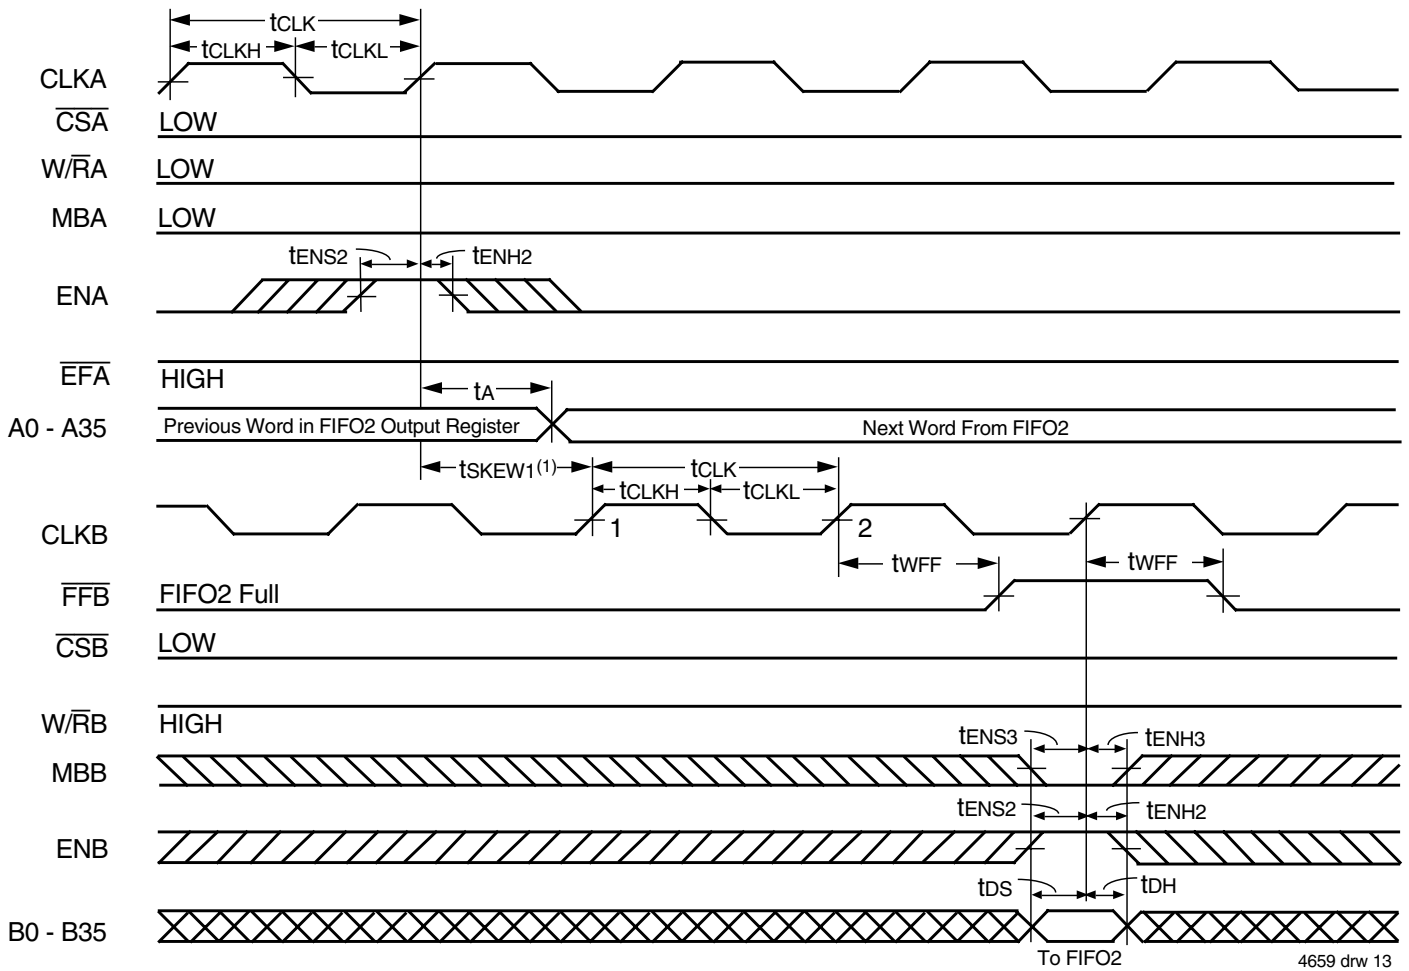 tCLK
tCLKH tCLKL
CLKA
CSA LOW
W/RA LOW
MBA LOW
tENS2 tENH2
ENA
EFA HIGH
tA
A0 - A35 Previous Word in FIFO2 Output Register Next Word From FIFO2
tSKEW1(1) tCLK
tCLKH tCLKL
CLKB 1 2
tWFF tWFF
FFB FIFO2 Full
CSB LOW
W/RB HIGH
tENS3 tENH3
MBB
tENS2 tENH2
ENB
tDS tDH
B0 - B35
To FIFO2
4659 drw 13